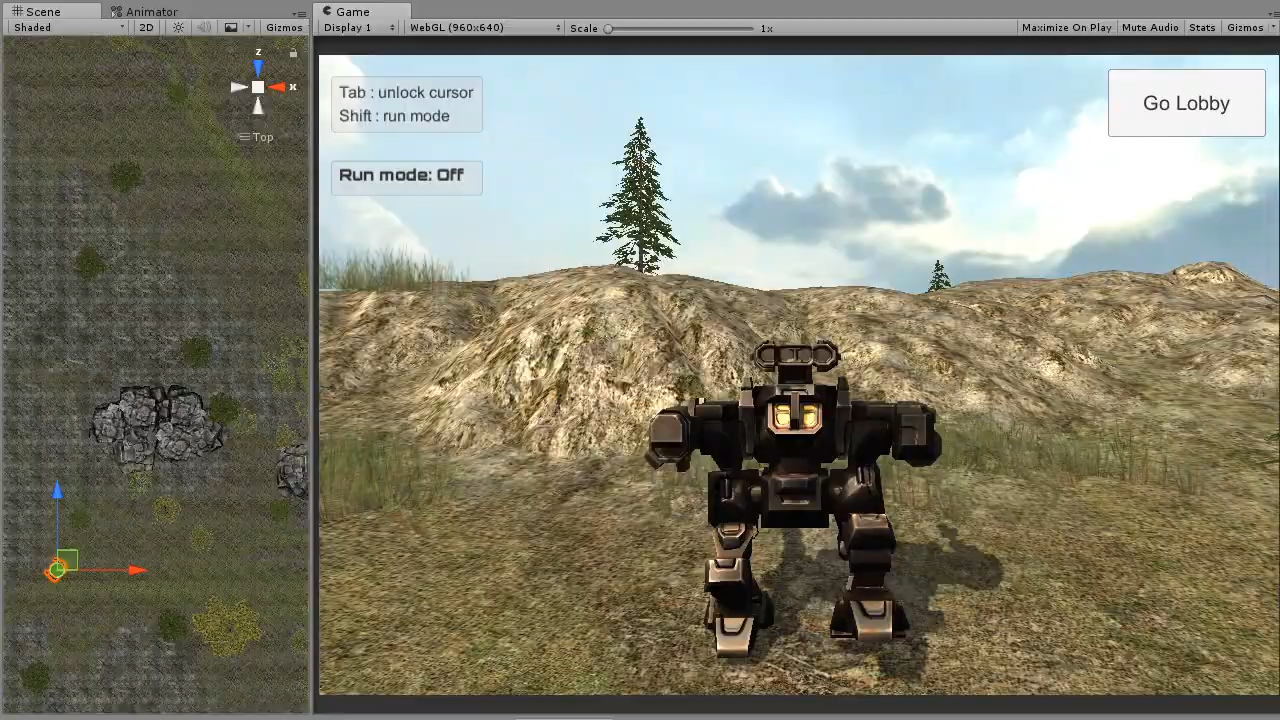 Scene
Animator
Game
Shaded
2D
Gizmos
Display 1
WebGL (960x640)
Scale
1x
Maximize On Play
Mute Audio
Stats
Gizmos
z
x
Top
Tab : unlock cursor
Shift : run mode
Run mode: Off
Go Lobby